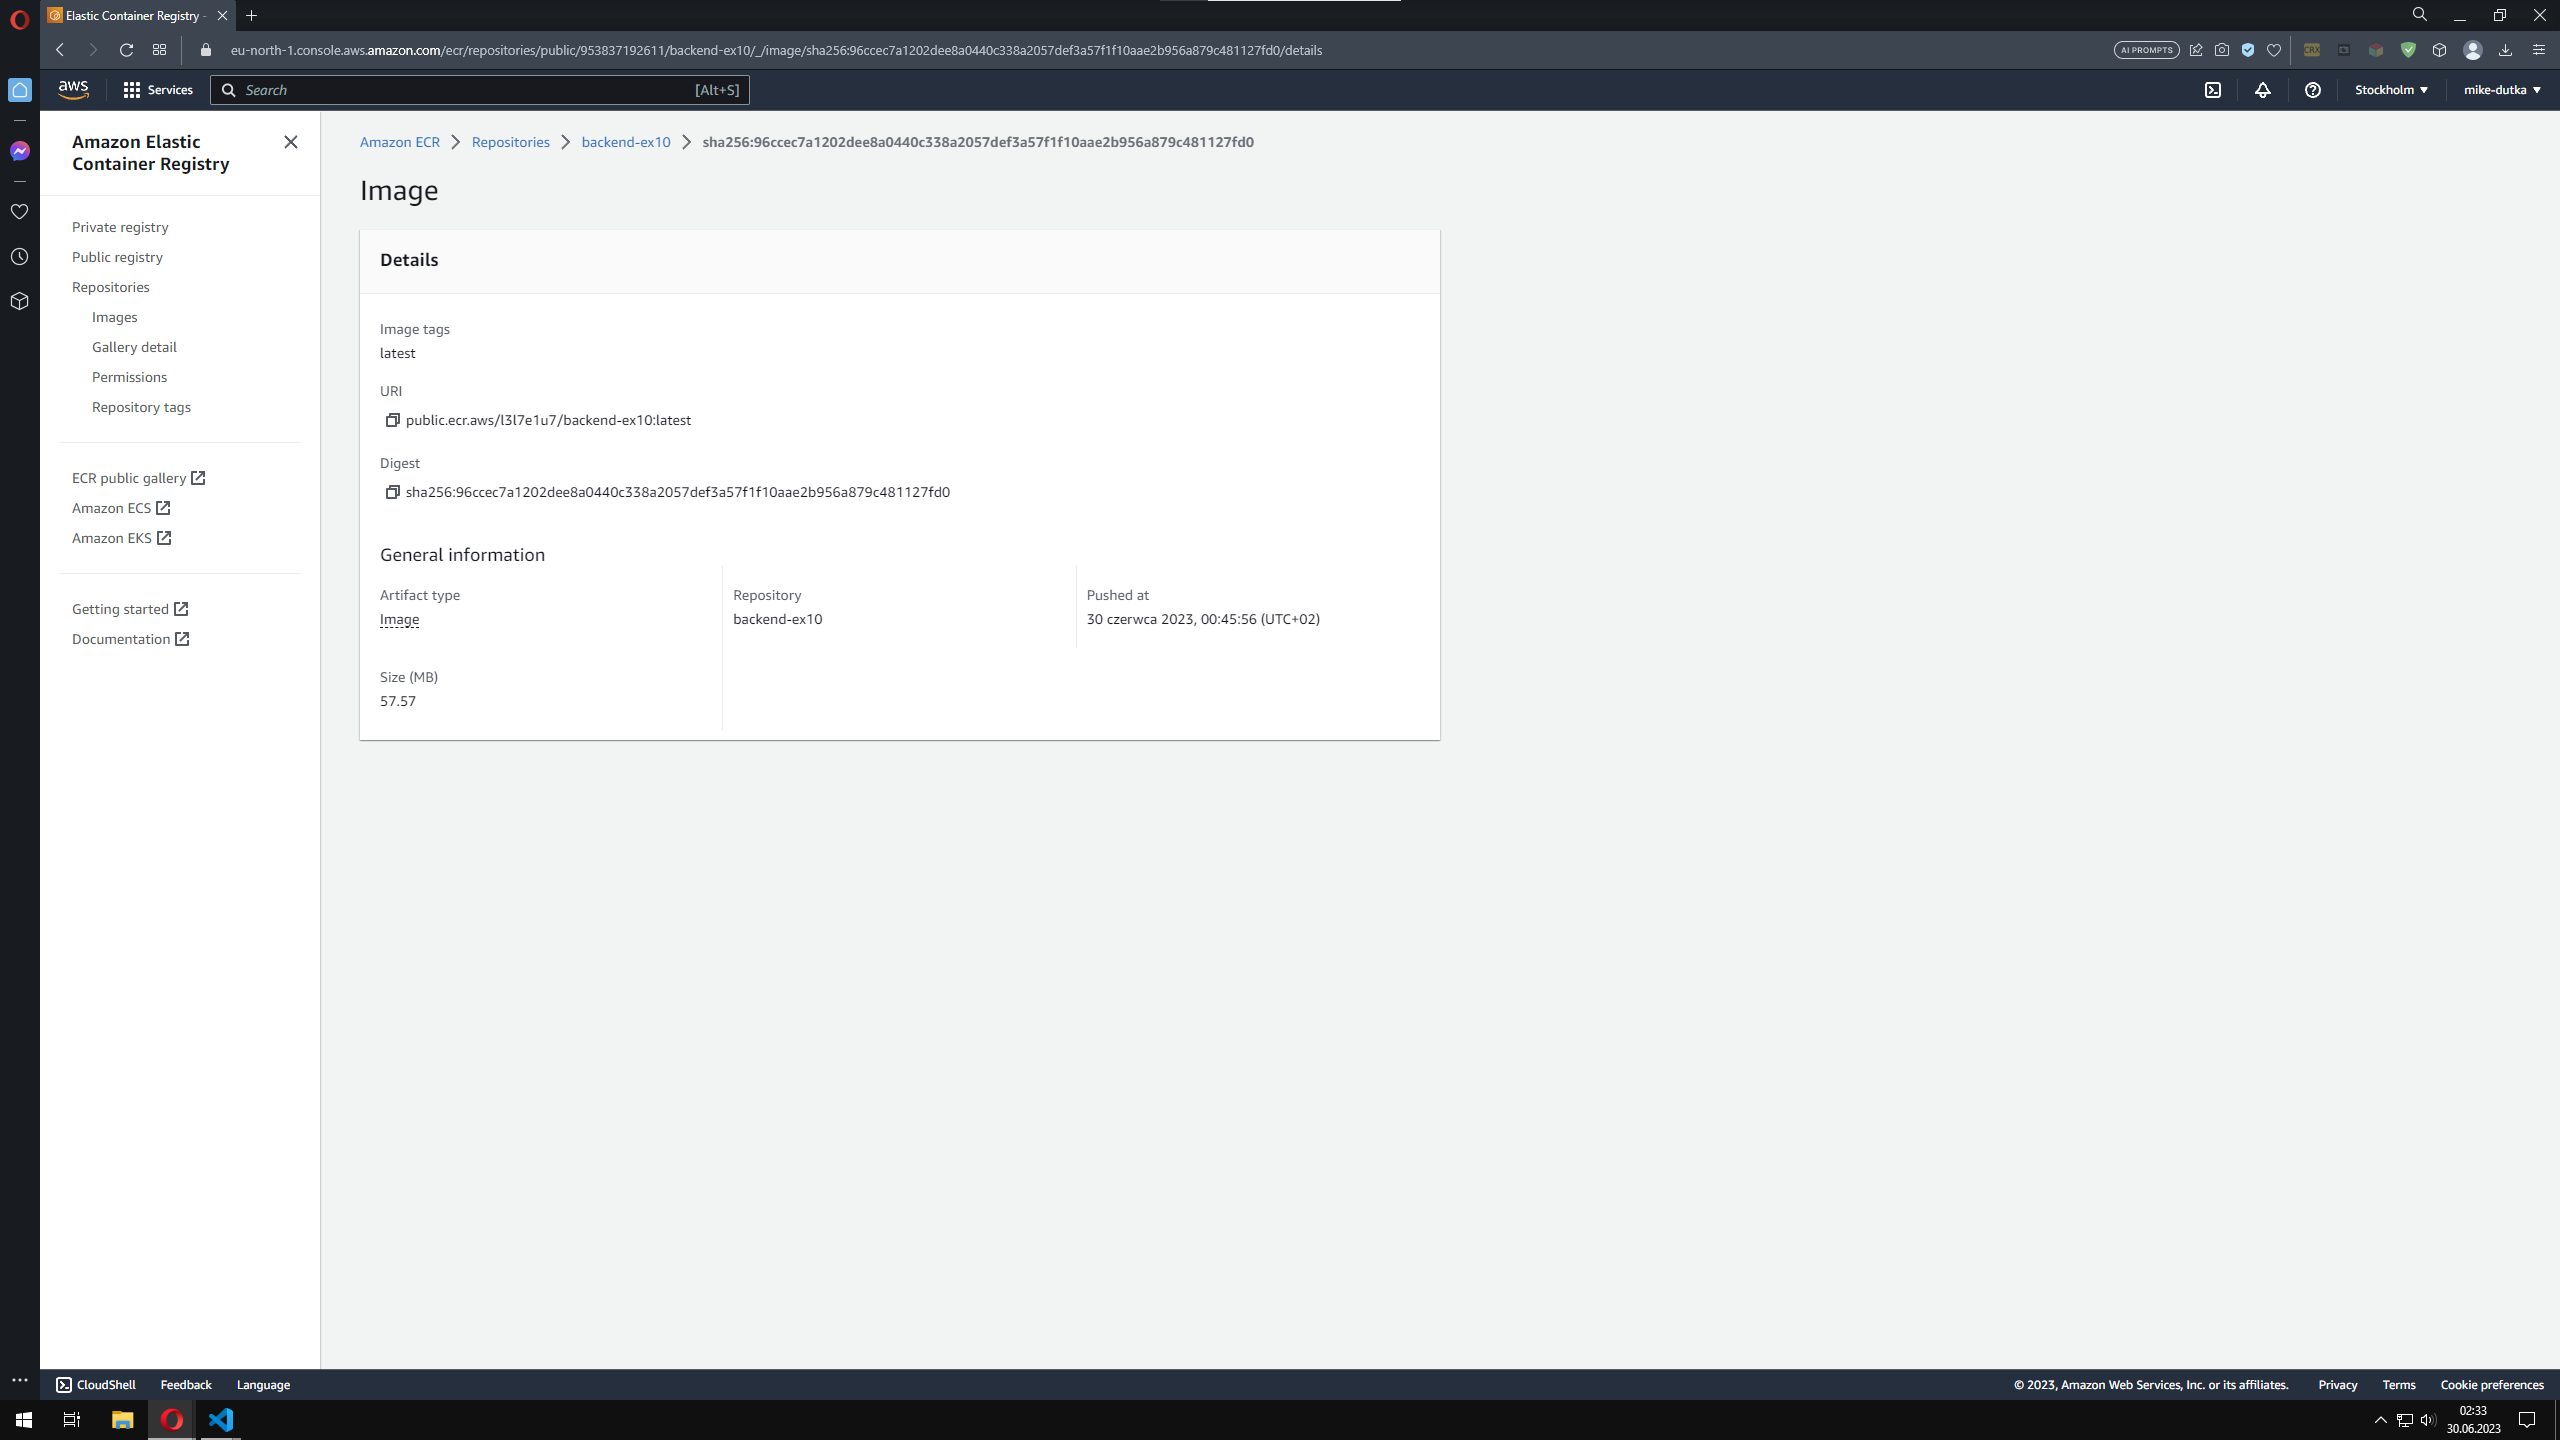 Elastic Container Registry -
eu-north-1.console.aws.amazon.com/ecr/repositories/public/953837192611/backend-ex10/_/image/sha256:96ccec7a1202dee8a0440c338a2057def3a57f1f10aae2b956a879c481127fd0/details
AI PROMPTS
CRX
aws
Services
Search
[Alt+S]
Stockholm
mike-dutka
Amazon Elastic
Container Registry
Private registry
Public registry
Repositories
Images
Gallery detail
Permissions
Repository tags
ECR public gallery
Amazon ECS
Amazon EKS
Getting started
Documentation
Amazon ECR
Repositories
backend-ex10
sha256:96ccec7a1202dee8a0440c338a2057def3a57f1f10aae2b956a879c481127fd0
Image
Details
Image tags
latest
URI
public.ecr.aws/l3l7e1u7/backend-ex10:latest
Digest
sha256:96ccec7a1202dee8a0440c338a2057def3a57f1f10aae2b956a879c481127fd0
General information
Artifact type
Image
Repository
backend-ex10
Pushed at
30 czerwca 2023, 00:45:56 (UTC+02)
Size (MB)
57.57
CloudShell
Feedback
Language
© 2023, Amazon Web Services, Inc. or its affiliates.
Privacy
Terms
Cookie preferences
02:33
30.06.2023